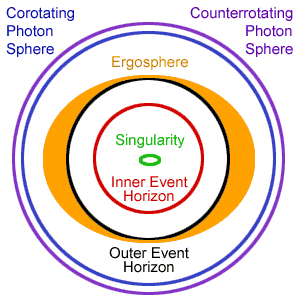 Corotating
Photon
Sphere
Counterrotating
Photon
Sphere
Ergosphere
Singularity
Inner Event
Horizon
Outer Event
Horizon